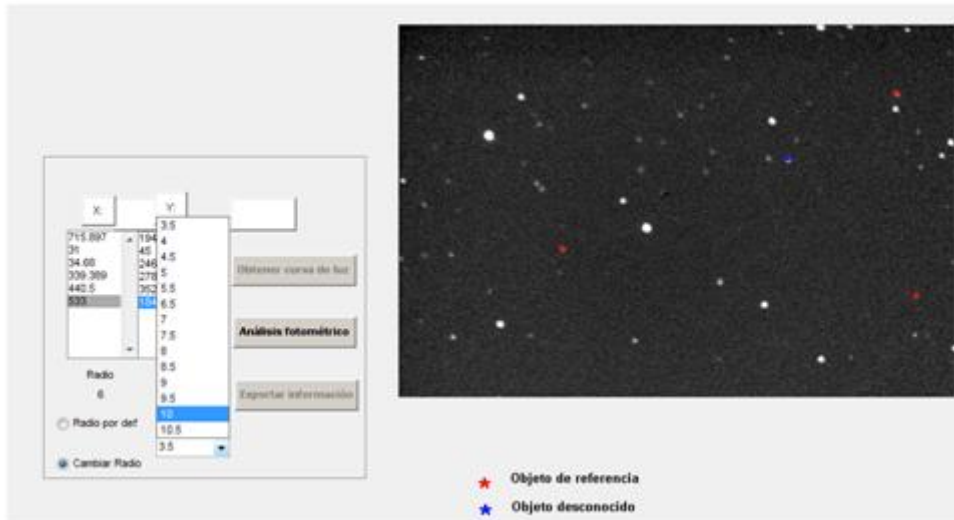 X:
Y:
715.897
31
34.68
339.389
440.5
533
194
45
246
278
352
3.5
4
4.5
5
5.5
6.5
7
7.5
8
8.5
9
9.5
10
10.5
3.5
Obtener curva de luz
Análisis fotométrico
Exportar información
Radio
6
Radio por def
Cambiar Radio
Objeto de referencia
Objeto desconocido